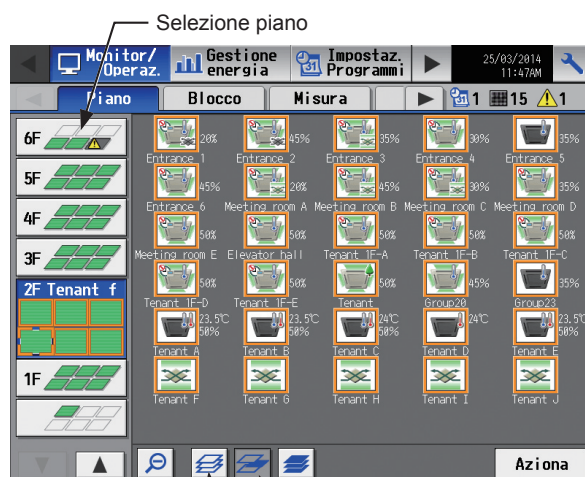 Selezione piano
Monitor/
Operaz.
Gestione
energia
31
Impostaz.
Programmi
25/03/2014
11:47AM
Piano
Blocco
Misura
31 1
15
1
6F
5F
4F
3F
2F Tenant f
1F
20% 45% 35% 30% 35%
Entrance 1 Entrance 2 Entrance 3 Entrance 4 Entrance 5
45% 20% 45% 30% 35%
Entrance 6 Meeting room A Meeting room B Meeting room C Meeting room D
50% 50% 50% 50% 50%
Meeting room E Elevator hall Tenant 1F-A Tenant 1F-B Tenant 1F-C
50% 50% 50% 45% 35%
Tenant 1F-D Tenant 1F-E Tenant Group20 Group23
23.5℃ 23.5℃ 24℃ 24℃ 23.5℃
50% 50% 50% 50%
Tenant A Tenant B Tenant C Tenant D Tenant E
Tenant F Tenant G Tenant H Tenant I Tenant J
Aziona